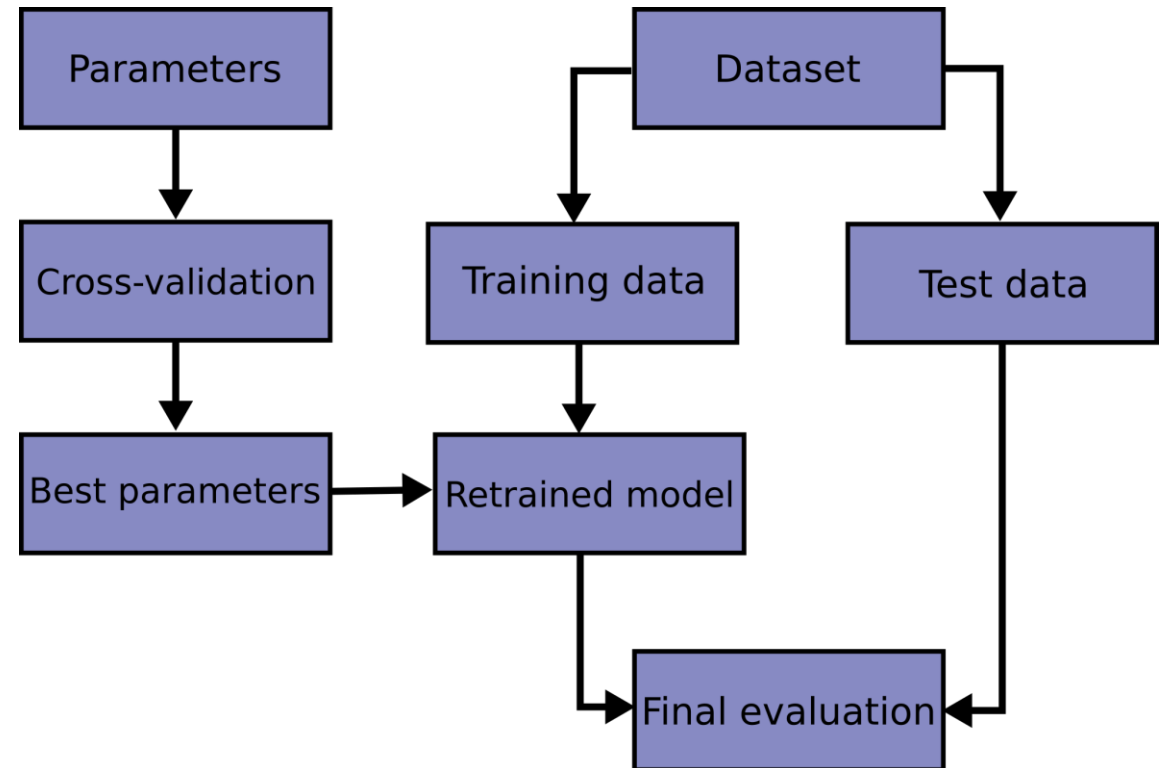 Parameters
Dataset
Cross-validation
Training data
Test data
Best parameters
Retrained model
Final evaluation